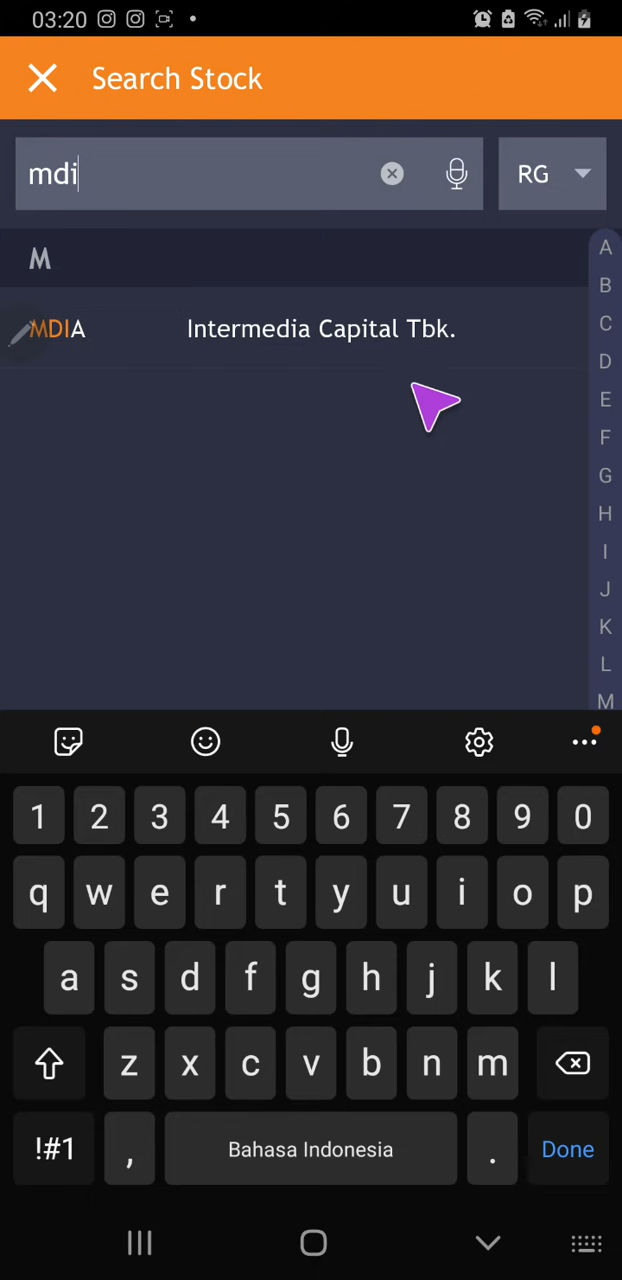 03:20
Search Stock
mdi
RG
M
MDIA Intermedia Capital Tbk.
A
B
C
D
E
F
G
H
I
J
K
L
M
1 2 3 4 5 6 7 8 9 0
q w e r t y u i o p
a s d f g h j k l
z x c v b n m
!#1 , Bahasa Indonesia . Done